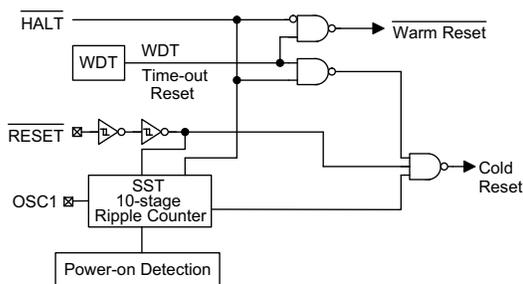 HALT
Warm Reset
WDT
WDT
Time-out
Reset
RESET
Cold
Reset
OSC1
SST
10-stage
Ripple Counter
Power-on Detection